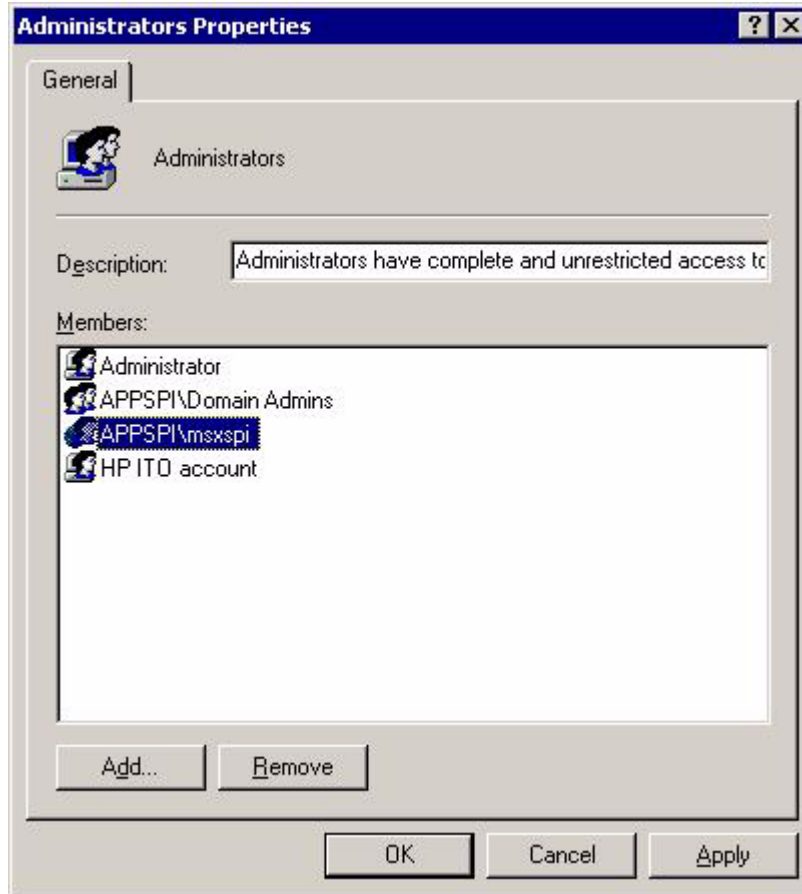 Administrators Properties
General
Administrators
Description: Administrators have complete and unrestricted access to
Members:
Administrator
APPSPI\Domain Admins
APPSPI\msxspi
HP ITO account
Add... Remove
OK Cancel Apply